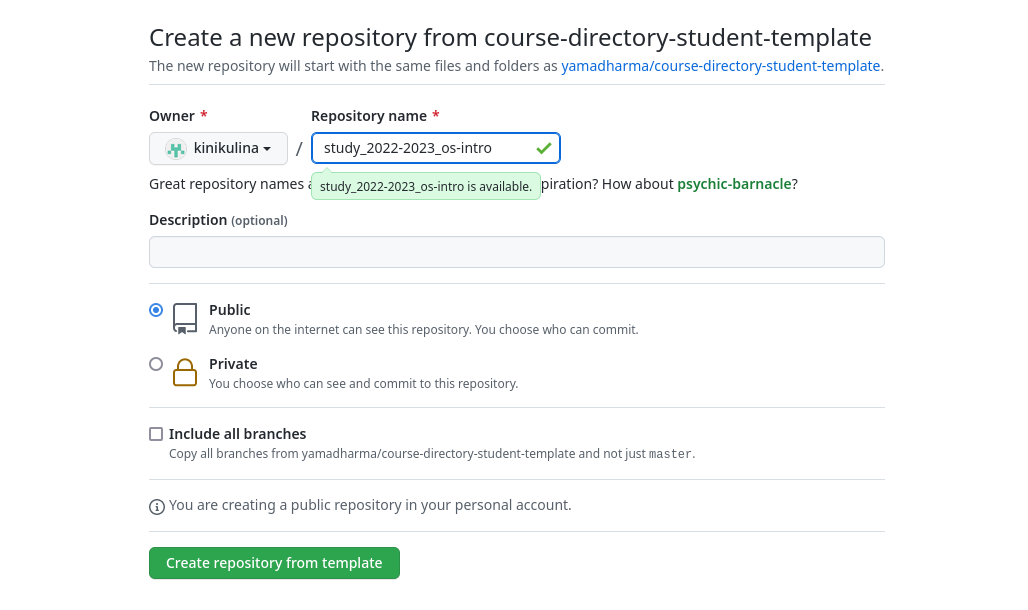 Create a new repository from course-directory-student-template
The new repository will start with the same files and folders as yamadharma/course-directory-student-template.
Owner *
Repository name *
kinikulina
/
study_2022-2023_os-intro
Great repository names
study_2022-2023_os-intro is available.
piration? How about psychic-barnacle?
Description (optional)
Public
Anyone on the internet can see this repository. You choose who can commit.
Private
You choose who can see and commit to this repository.
Include all branches
Copy all branches from yamadharma/course-directory-student-template and not just master.
You are creating a public repository in your personal account.
Create repository from template